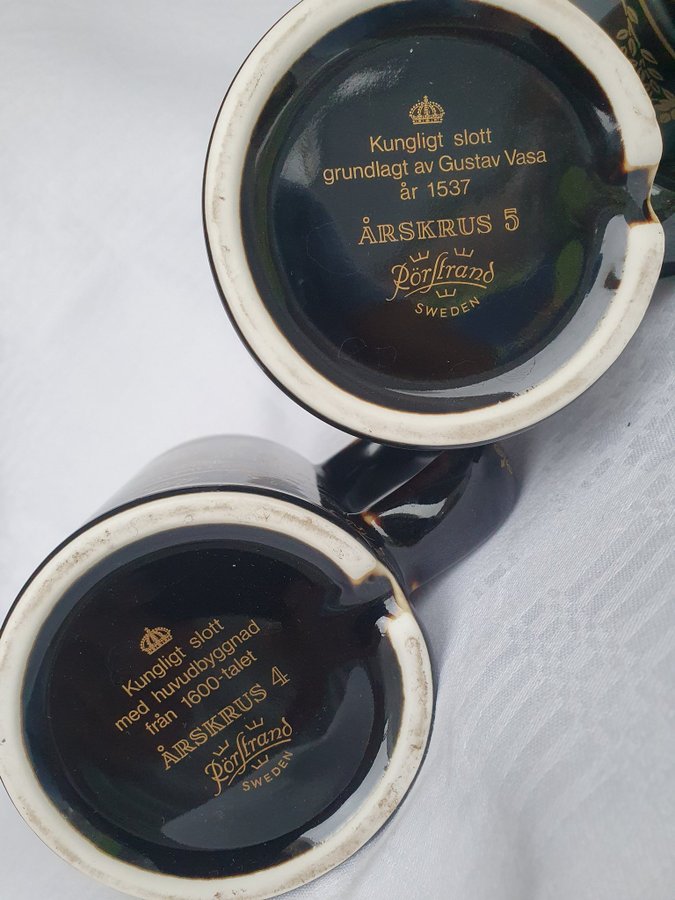 Kungligt slott
grundlagt av Gustav Vasa
år 1537
ÅRSKRUS 5
Rörstrand
SWEDEN
Kungligt slott
med huvudbyggnad
från 1600-talet
ÅRSKRUS 4
Rörstrand
SWEDEN